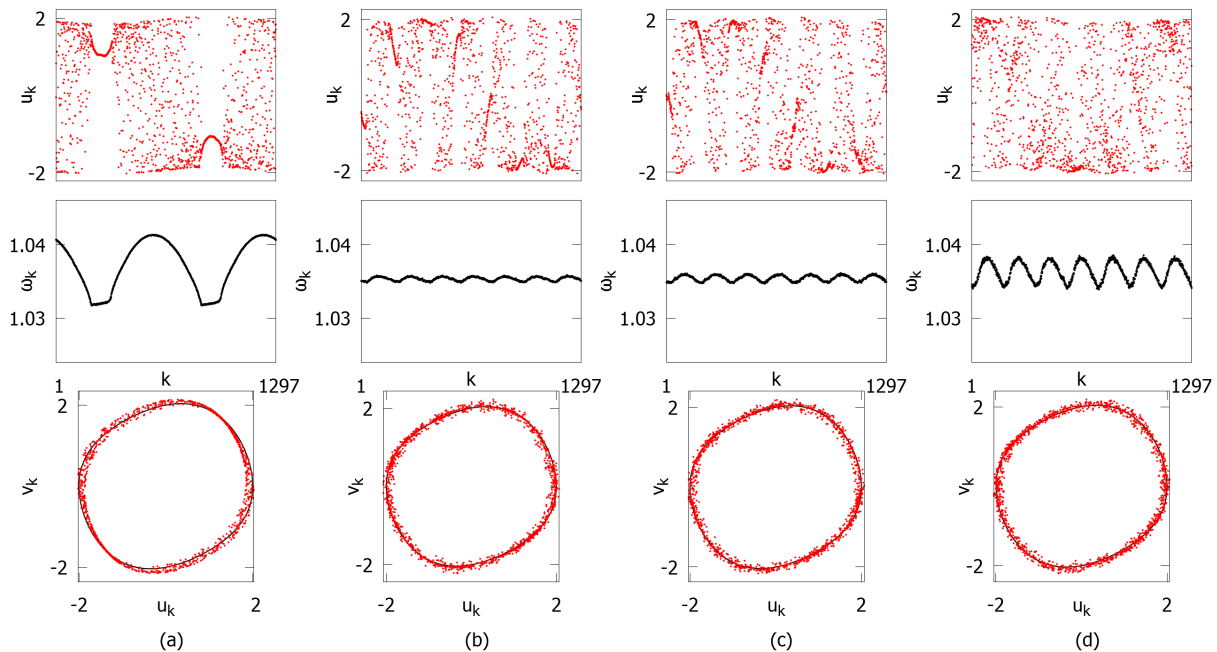 2 2 2 2
u_k u_k u_k u_k
-2 -2 -2 -2
1.04 1.04 1.04 1.04
ω_k ω_k ω_k ω_k
1.03 1.03 1.03 1.03
1 k 1297 1 k 1297 1 k 1297 1 k 1297
2 2 2 2
v_k v_k v_k v_k
-2 -2 -2 -2
-2 u_k 2 -2 u_k 2 -2 u_k 2 -2 u_k 2
(a) (b) (c) (d)